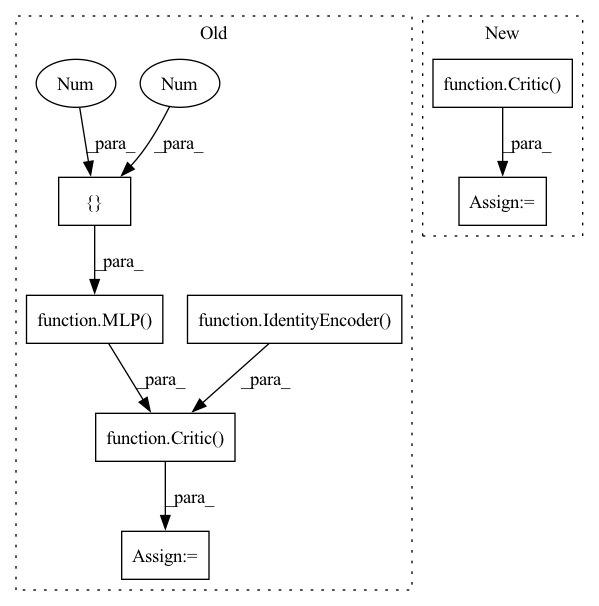 Old
New
Num
Num
function.Critic()
_para_
_para_
_para_
{}
Assign:=
_para_
function.MLP()
function.IdentityEncoder()
_para_
_para_
function.Critic()
_para_
Assign:=